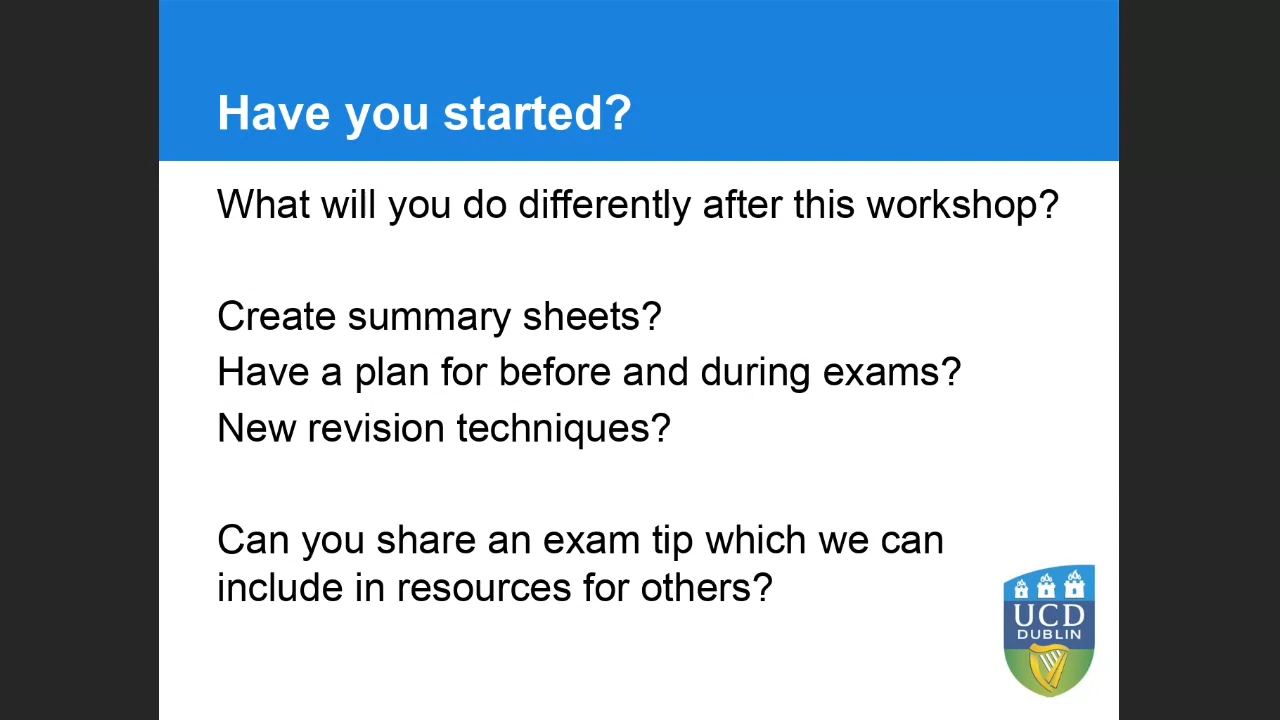 Have you started?
What will you do differently after this workshop?
Create summary sheets?
Have a plan for before and during exams?
New revision techniques?
Can you share an exam tip which we can
include in resources for others?
UCD
DUBLIN